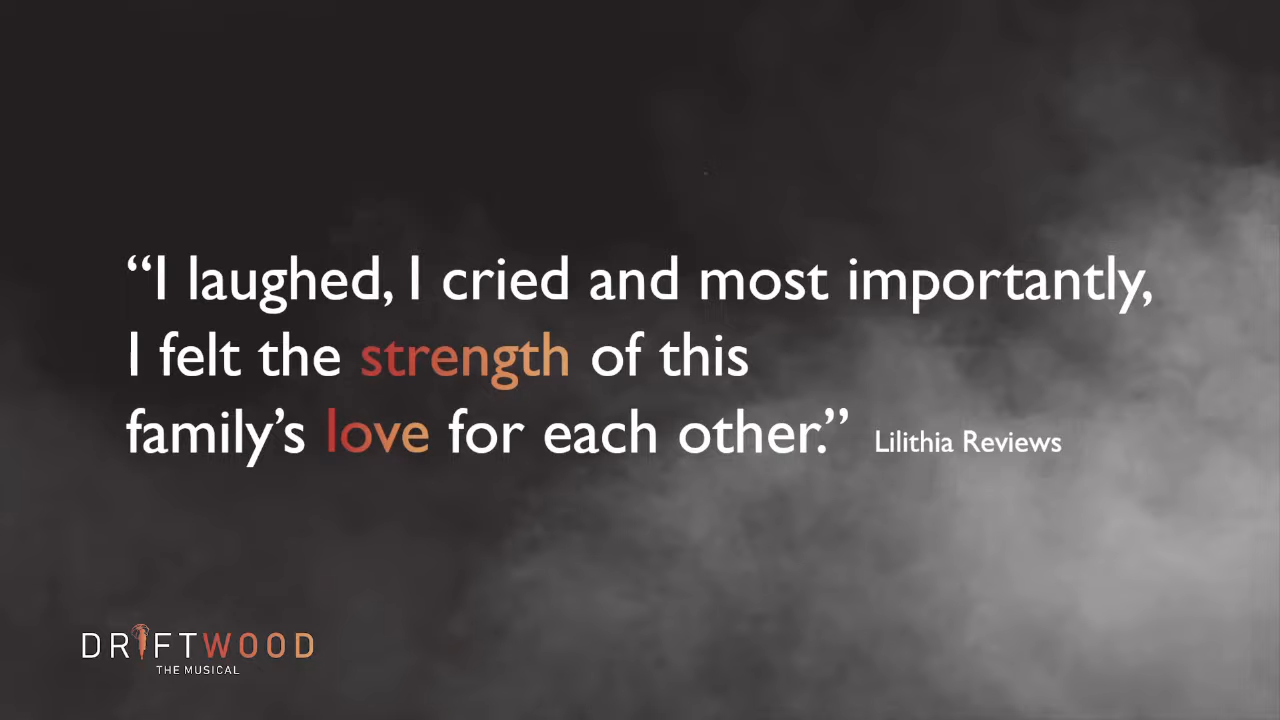 “I laughed, I cried and most importantly,
I felt the strength of this
family’s love for each other.” Lilithia Reviews
DRIFTWOOD
THE MUSICAL